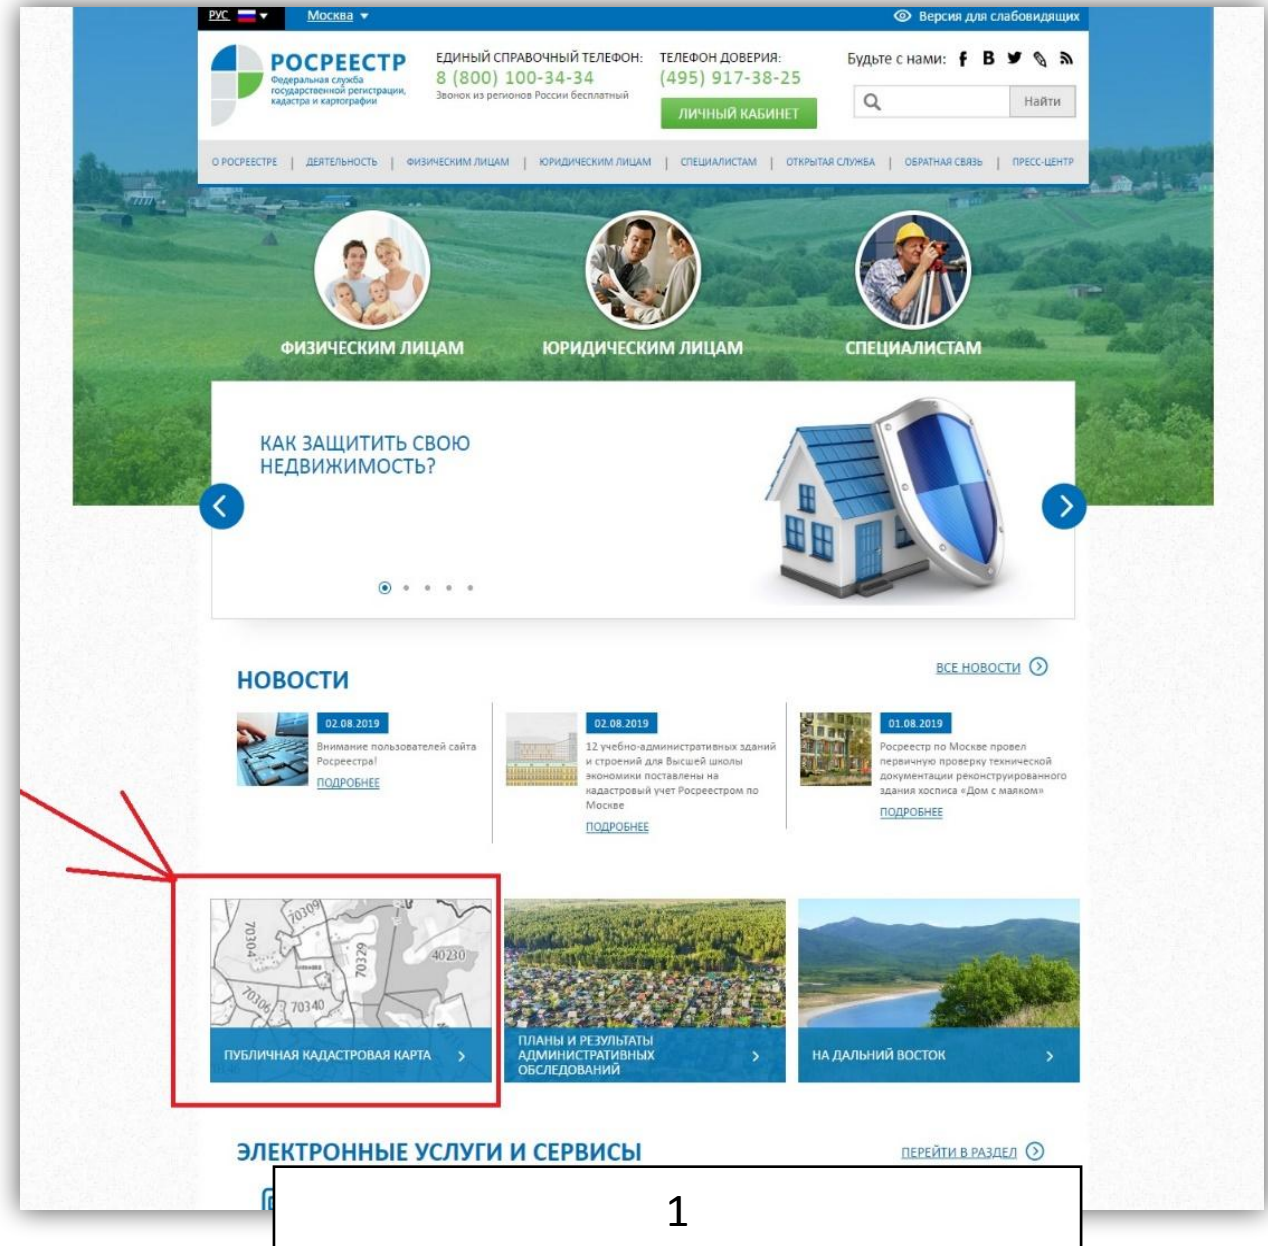 РУС
Москва
Версия для слабовидящих
РОСРЕЕСТР
Федеральная служба
государственной регистрации,
кадастра и картографии
ЕДИНЫЙ СПРАВОЧНЫЙ ТЕЛЕФОН:
8 (800) 100-34-34
Звонок из регионов России бесплатный
ТЕЛЕФОН ДОВЕРИЯ:
(495) 917-38-25
ЛИЧНЫЙ КАБИНЕТ
Будьте с нами:
Найти
О РОСРЕЕСТРЕ | ДЕЯТЕЛЬНОСТЬ | ФИЗИЧЕСКИМ ЛИЦАМ | ЮРИДИЧЕСКИМ ЛИЦАМ | СПЕЦИАЛИСТАМ | ОТКРЫТАЯ СЛУЖБА | ОБРАТНАЯ СВЯЗЬ | ПРЕСС-ЦЕНТР
ФИЗИЧЕСКИМ ЛИЦАМ
ЮРИДИЧЕСКИМ ЛИЦАМ
СПЕЦИАЛИСТАМ
КАК ЗАЩИТИТЬ СВОЮ
НЕДВИЖИМОСТЬ?
НОВОСТИ
ВСЕ НОВОСТИ
02.08.2019
Внимание пользователей сайта
Росреестра!
ПОДРОБНЕЕ
02.08.2019
12 учебно-административных зданий
и строений для Высшей школы
экономики поставлены на
кадастровый учет Росреестром по
Москве
ПОДРОБНЕЕ
01.08.2019
Росреестр по Москве провел
первичную проверку технической
документации реконструированного
здания хосписа «Дом с маяком»
ПОДРОБНЕЕ
70309
70304
70329
40230
70306
70340
ПУБЛИЧНАЯ КАДАСТРОВАЯ КАРТА
ПЛАНЫ И РЕЗУЛЬТАТЫ
АДМИНИСТРАТИВНЫХ
ОБСЛЕДОВАНИЙ
НА ДАЛЬНИЙ ВОСТОК
ЭЛЕКТРОННЫЕ УСЛУГИ И СЕРВИСЫ
ПЕРЕЙТИ В РАЗДЕЛ
1